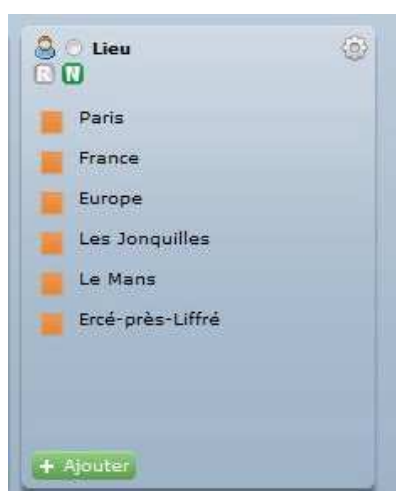 Lieu
R N
Paris
France
Europe
Les Jonquilles
Le Mans
Ercé-près-Liffré
+ Ajouter